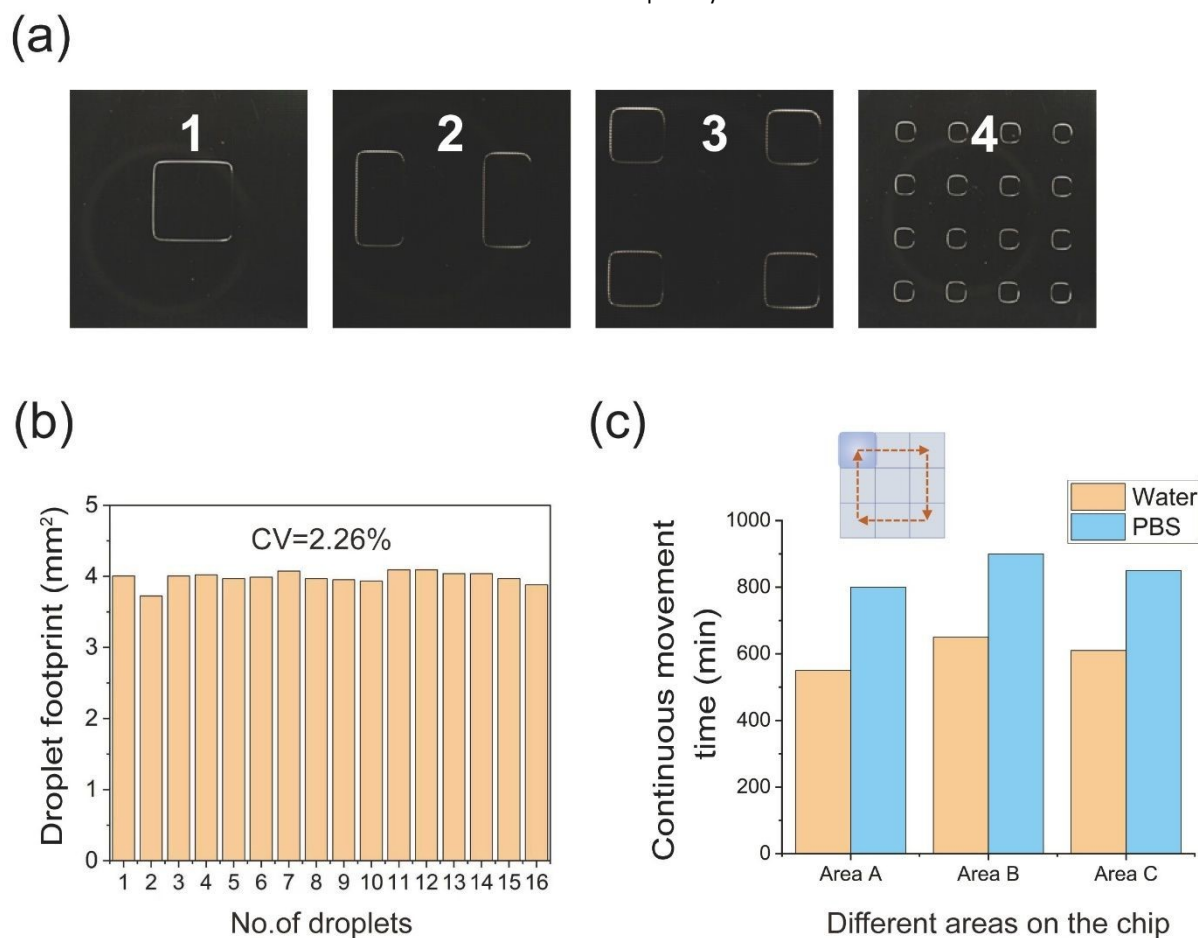 (a)
1 2 3 4
(b)
5
4
3
2
1
0
CV=2.26%
Droplet footprint (mm²)
1 2 3 4 5 6 7 8 9 10 11 12 13 14 15 16
No.of droplets
(c)
Water
PBS
1000
800
600
400
200
0
Continuous movement
time (min)
Area A Area B Area C
Different areas on the chip